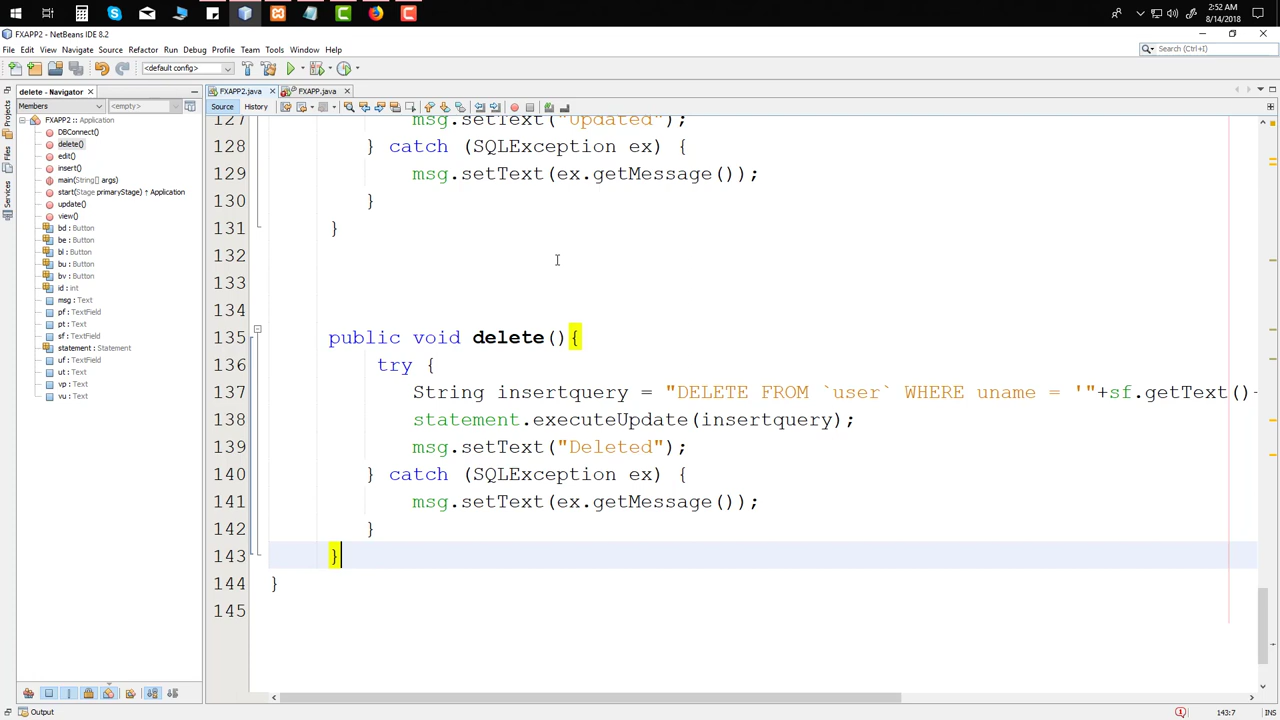 2:52 AM
8/14/2018
FXAPP2 - NetBeans IDE 8.2
File Edit View Navigate Source Refactor Run Debug Profile Team Tools Window Help
Search (Ctrl+I)
<default config>
delete - Navigator
FXAPP2.java
FXAPP.java
Members
<empty>
Source
History
Projects
Files
Services
FXAPP2 :: Application
DBConnect()
delete()
edit()
insert()
main(String[] args)
start(Stage primaryStage) ↑ Application
update()
view()
bd : Button
be : Button
bl : Button
bu : Button
bv : Button
id : int
msg : Text
pf : TextField
pt : Text
sf : TextField
statement : Statement
uf : TextField
ut : Text
vp : Text
vu : Text
127 msg.setText("Updated");
128 } catch (SQLException ex) {
129 msg.setText(ex.getMessage());
130 }
131 }
132
133
134
135 public void delete(){
136 try {
137 String insertquery = "DELETE FROM `user` WHERE uname = '"+sf.getText()+
138 statement.executeUpdate(insertquery);
139 msg.setText("Deleted");
140 } catch (SQLException ex) {
141 msg.setText(ex.getMessage());
142 }
143 }
144 }
145
Output
143:7
INS